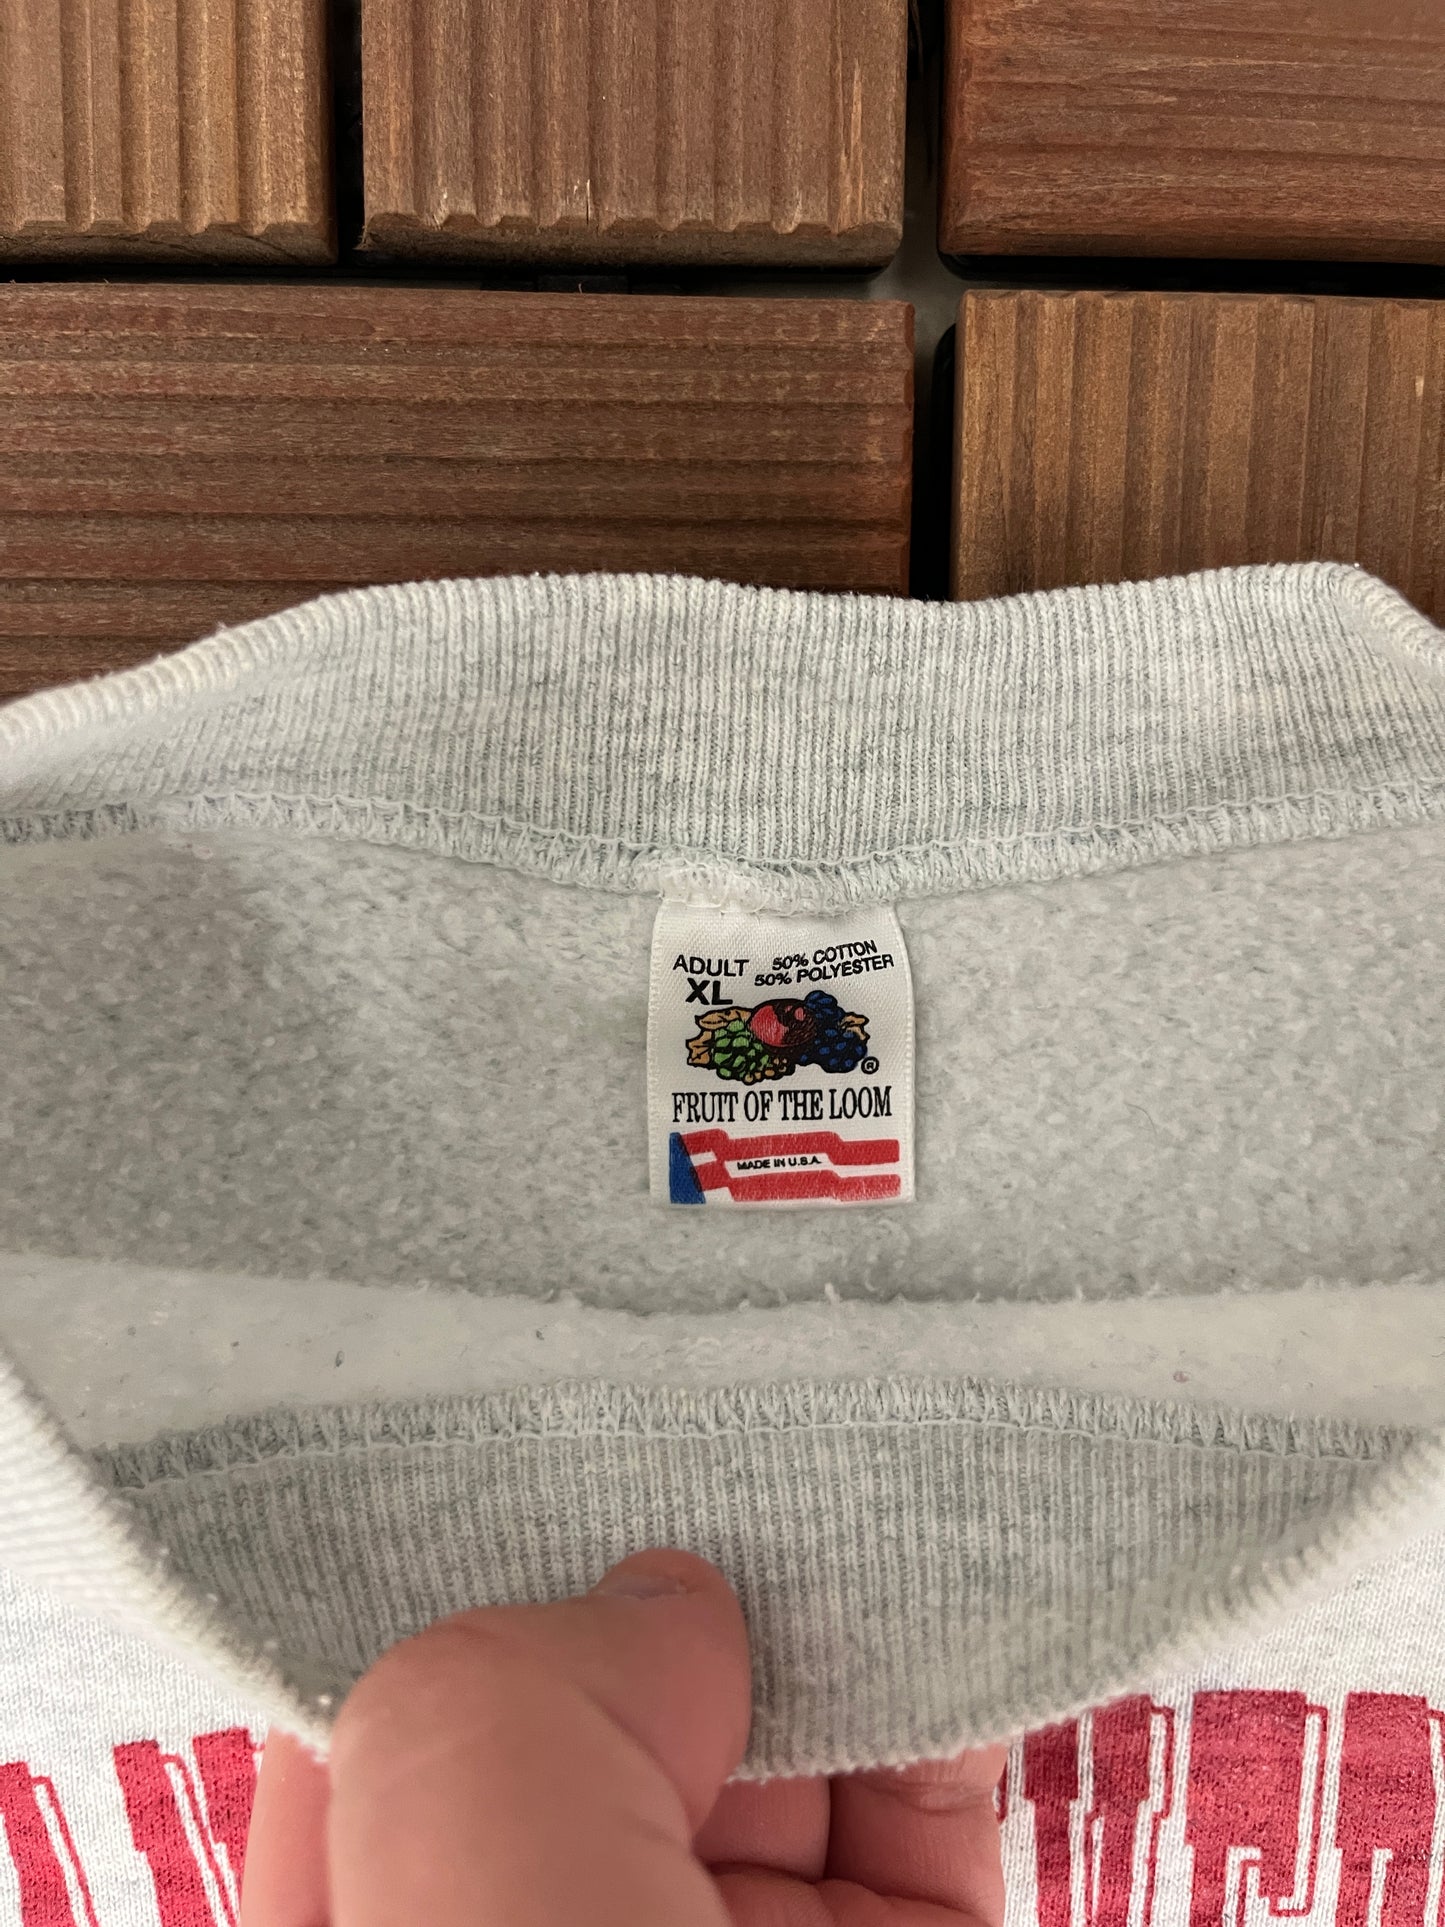 ADULT 50% COTTON
XL 50% POLYESTER
®
FRUIT OF THE LOOM
MADE IN U.S.A.